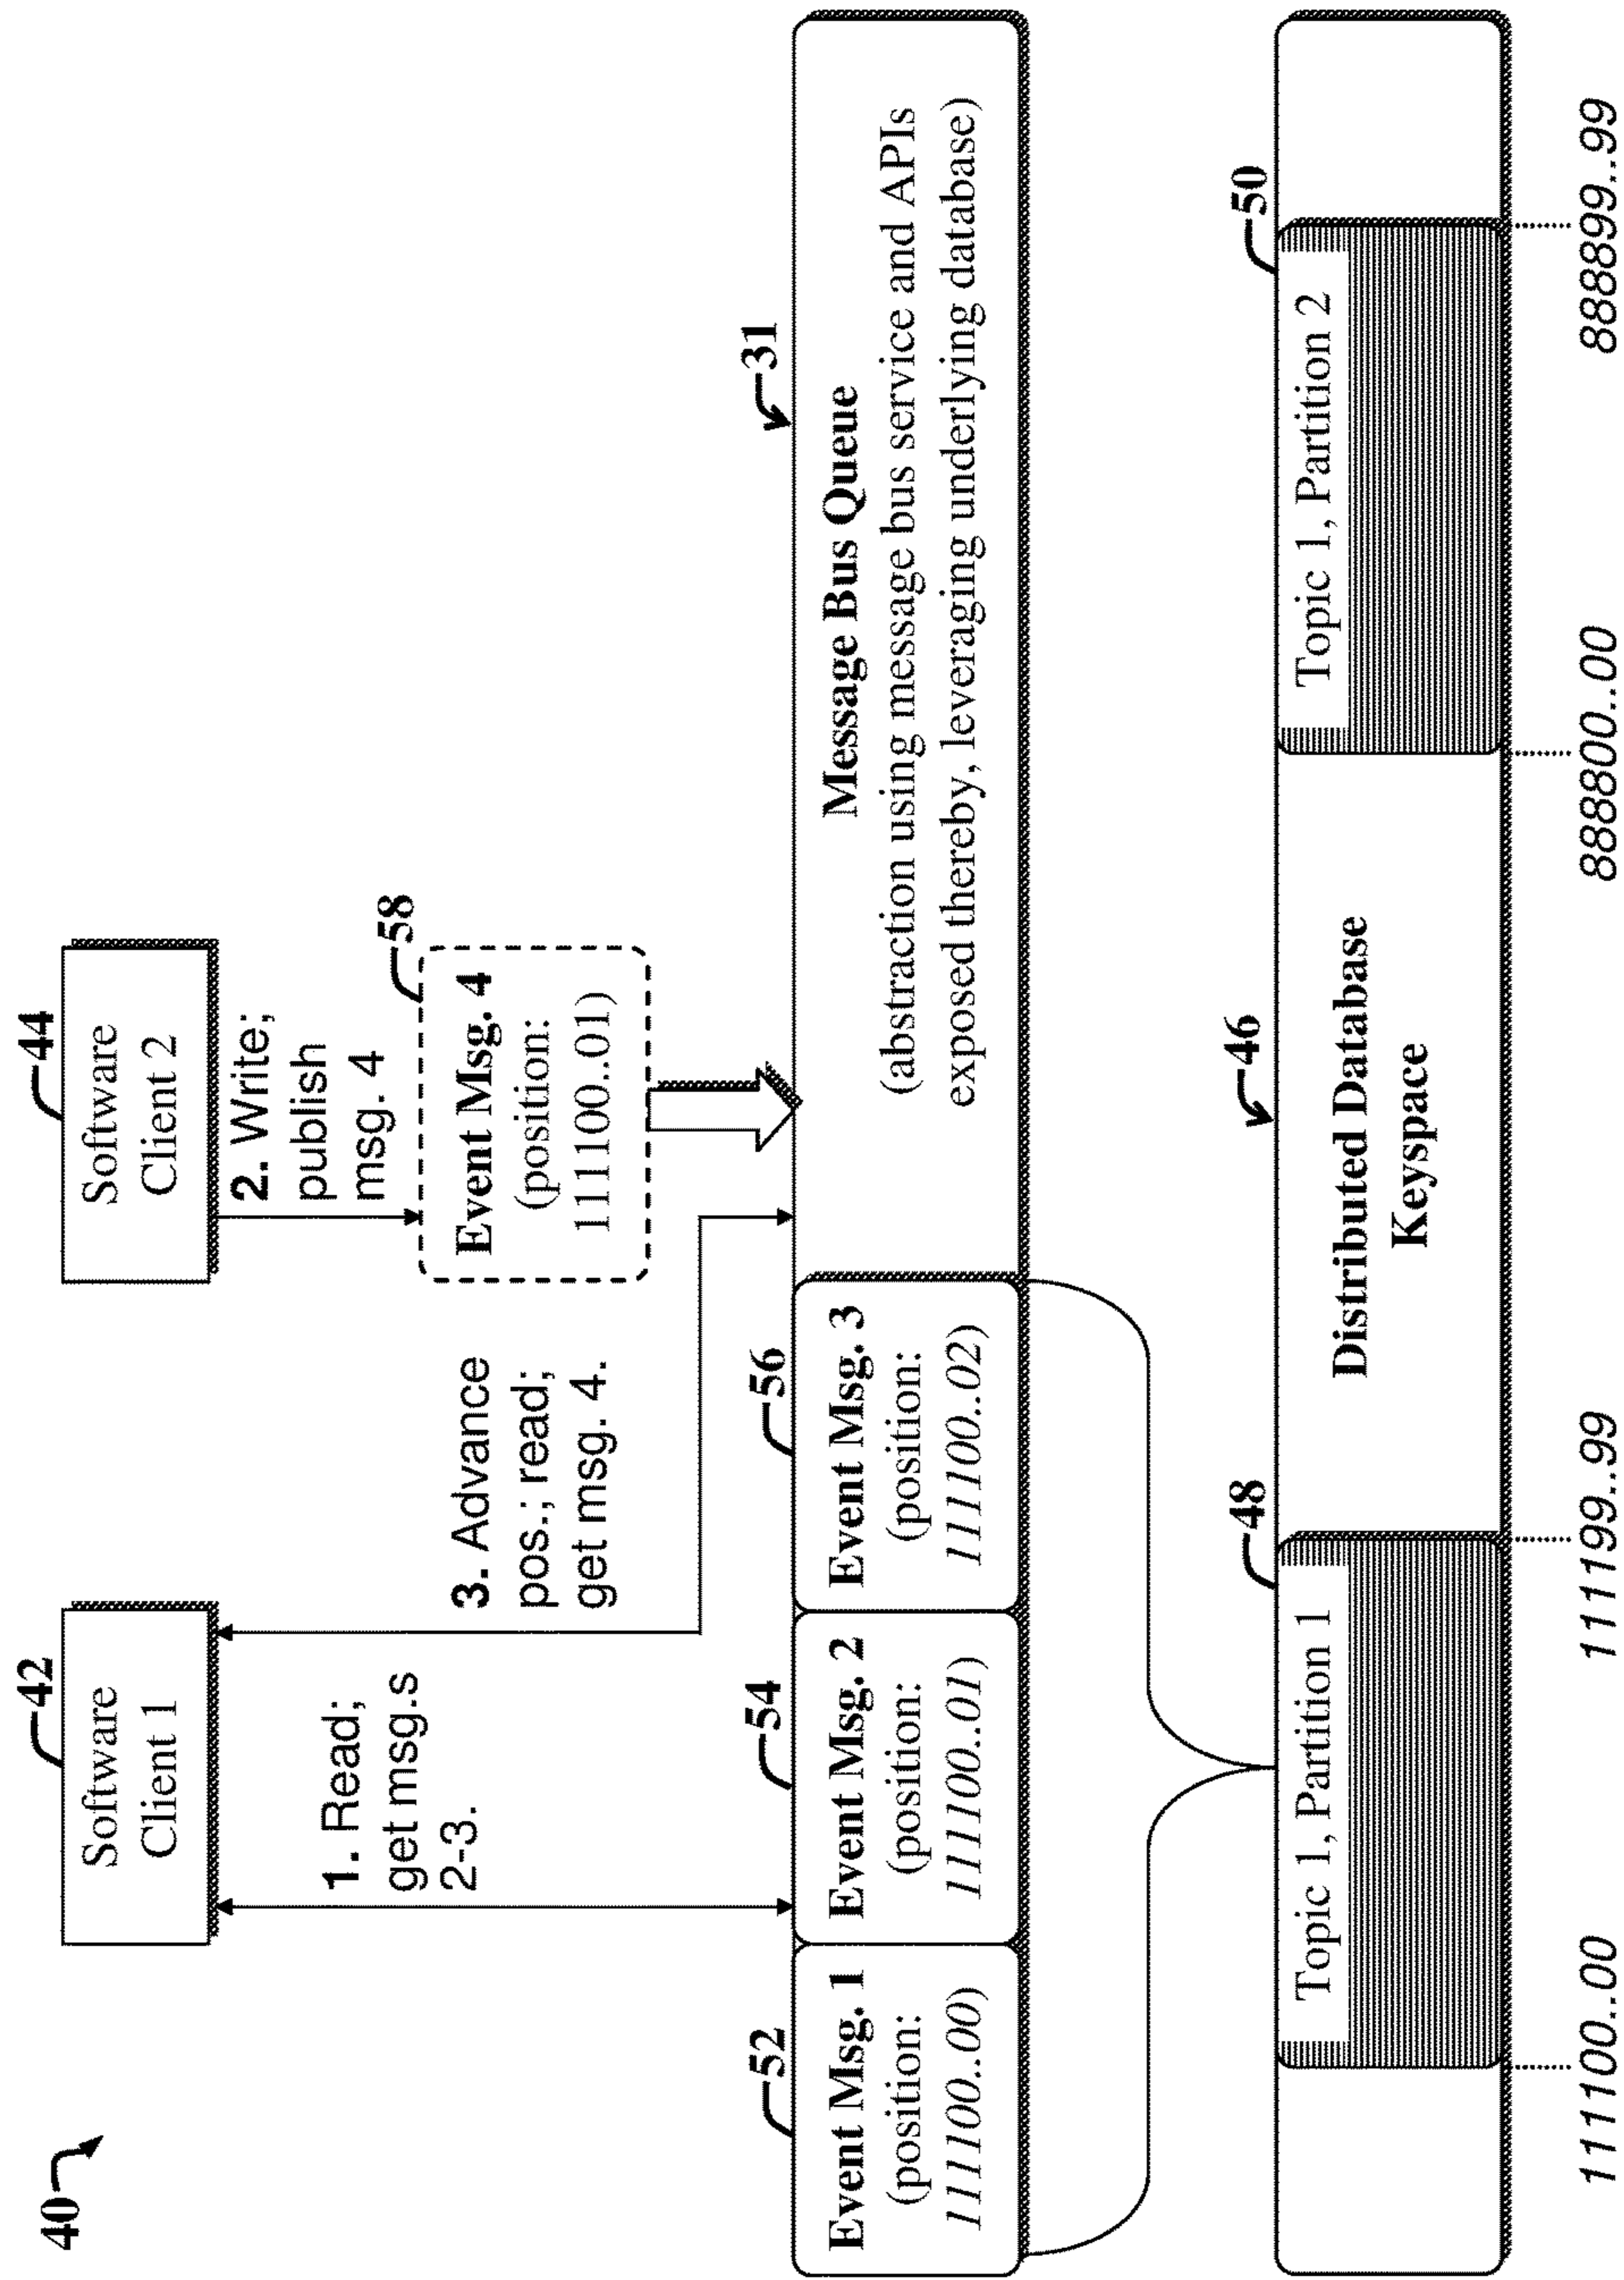 40
42
Software
Client 1
44
Software
Client 2
1. Read;
get msg.s
2-3.
2. Write;
publish
msg. 4
3. Advance
pos.; read;
get msg. 4.
58
Event Msg. 4
(position:
111100..01)
52
Event Msg. 1
(position:
111100..00)
54
Event Msg. 2
(position:
111100..01)
56
Event Msg. 3
(position:
111100..02)
31
Message Bus Queue
(abstraction using message bus service and APIs
exposed thereby, leveraging underlying database)
48
Topic 1, Partition 1
46
Distributed Database
Keyspace
50
Topic 1, Partition 2
111100..00
111199..99
888800..00
888899..99